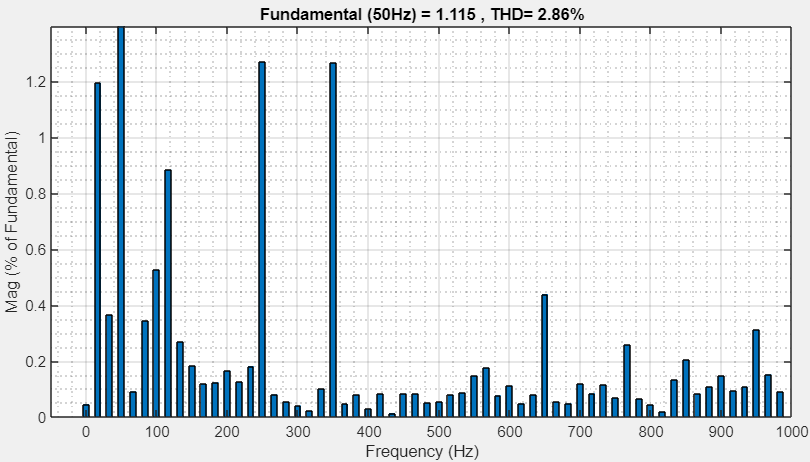 Fundamental (50Hz) = 1.115 , THD= 2.86%
Mag (% of Fundamental)
1.2
1
0.8
0.6
0.4
0.2
0
0 100 200 300 400 500 600 700 800 900 1000
Frequency (Hz)